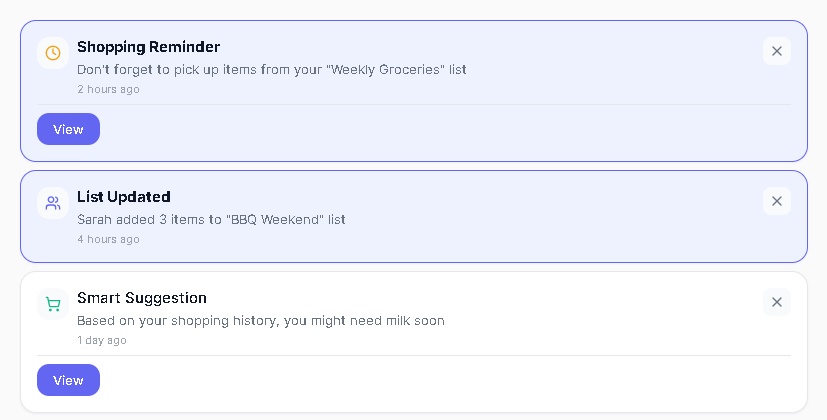 Shopping Reminder
Don't forget to pick up items from your "Weekly Groceries" list
2 hours ago
View
List Updated
Sarah added 3 items to "BBQ Weekend" list
4 hours ago
Smart Suggestion
Based on your shopping history, you might need milk soon
1 day ago
View